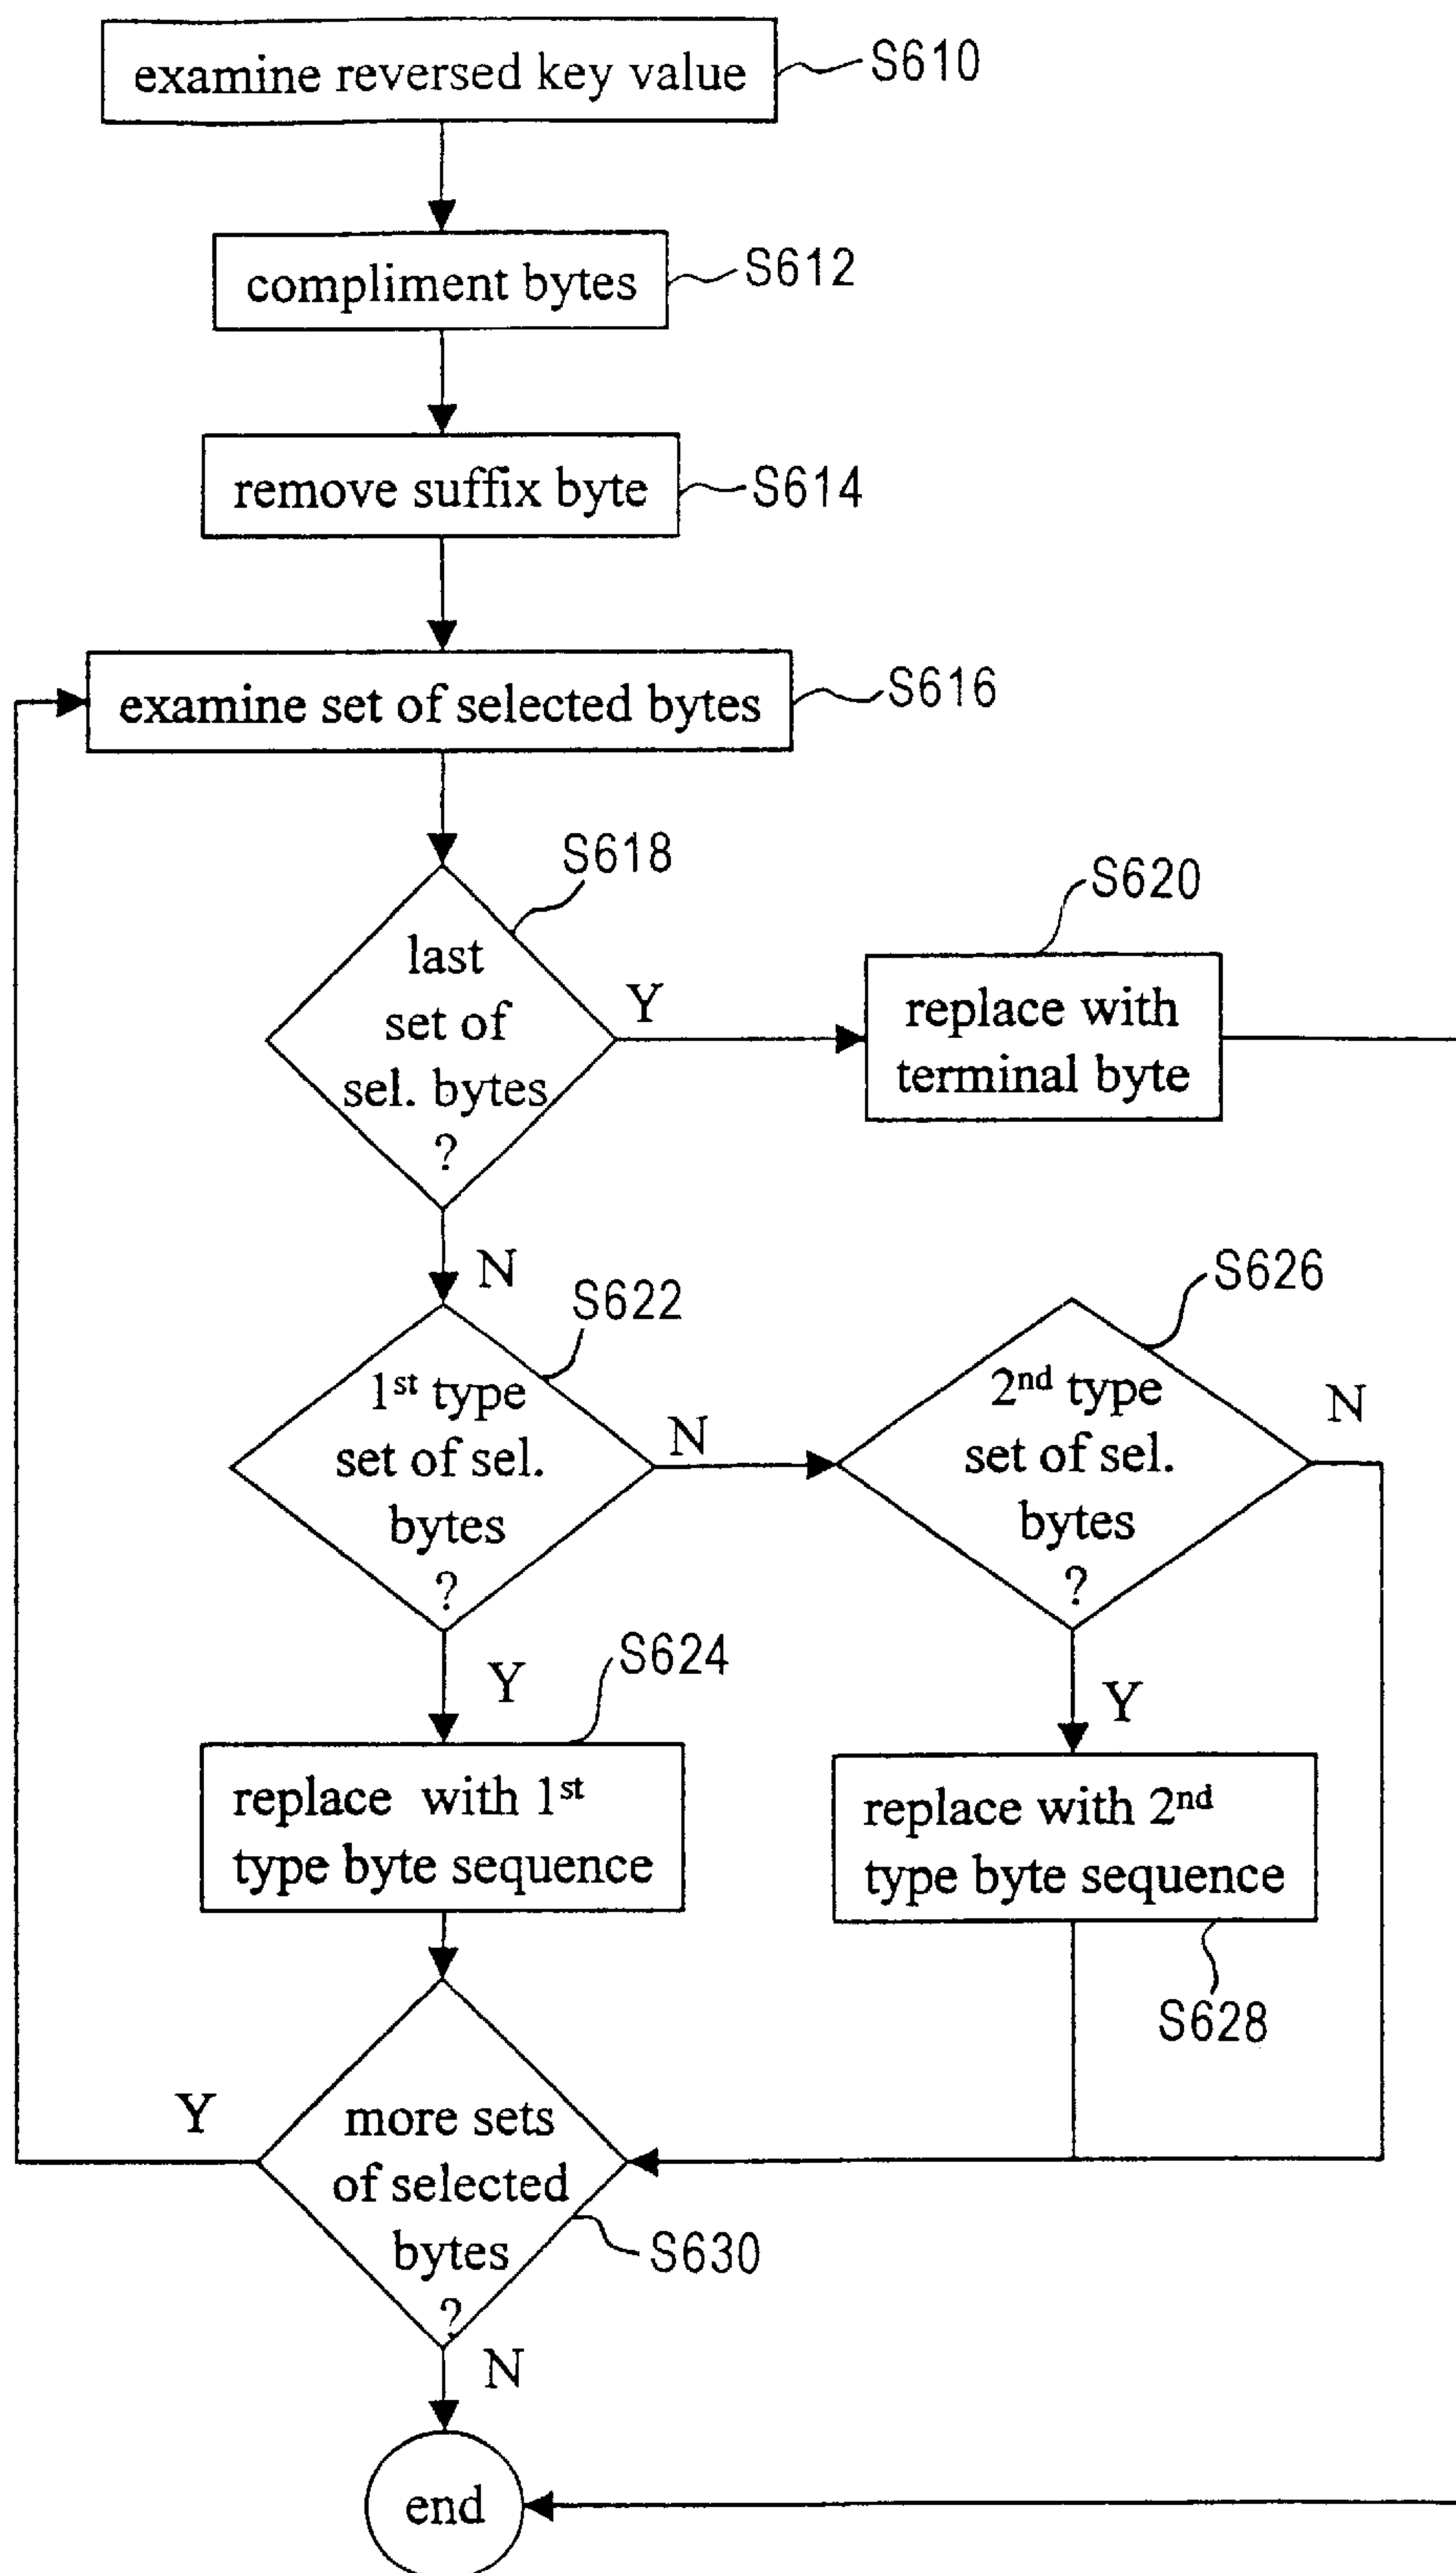 examine reversed key value
S610
compliment bytes
S612
remove suffix byte
S614
examine set of selected bytes
S616
S618
last
set of
sel. bytes
?
Y
S620
replace with
terminal byte
N
S622
1st type
set of sel.
bytes
?
N
S626
2nd type
set of sel.
bytes
?
N
Y
S624
replace with 1st
type byte sequence
Y
replace with 2nd
type byte sequence
S628
Y
more sets
of selected
bytes
?
S630
N
end